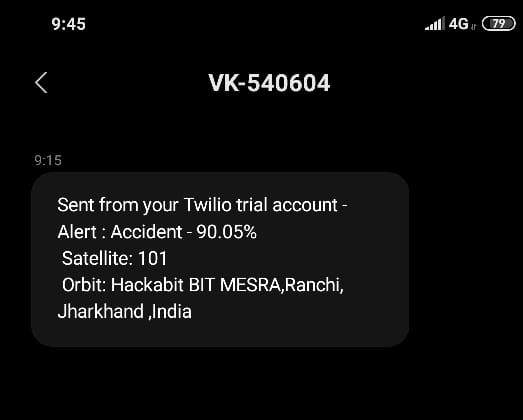 9:45
4G
79
VK-540604
9:15
Sent from your Twilio trial account -
Alert : Accident - 90.05%
Satellite: 101
Orbit: Hackabit BIT MESRA,Ranchi,
Jharkhand ,India